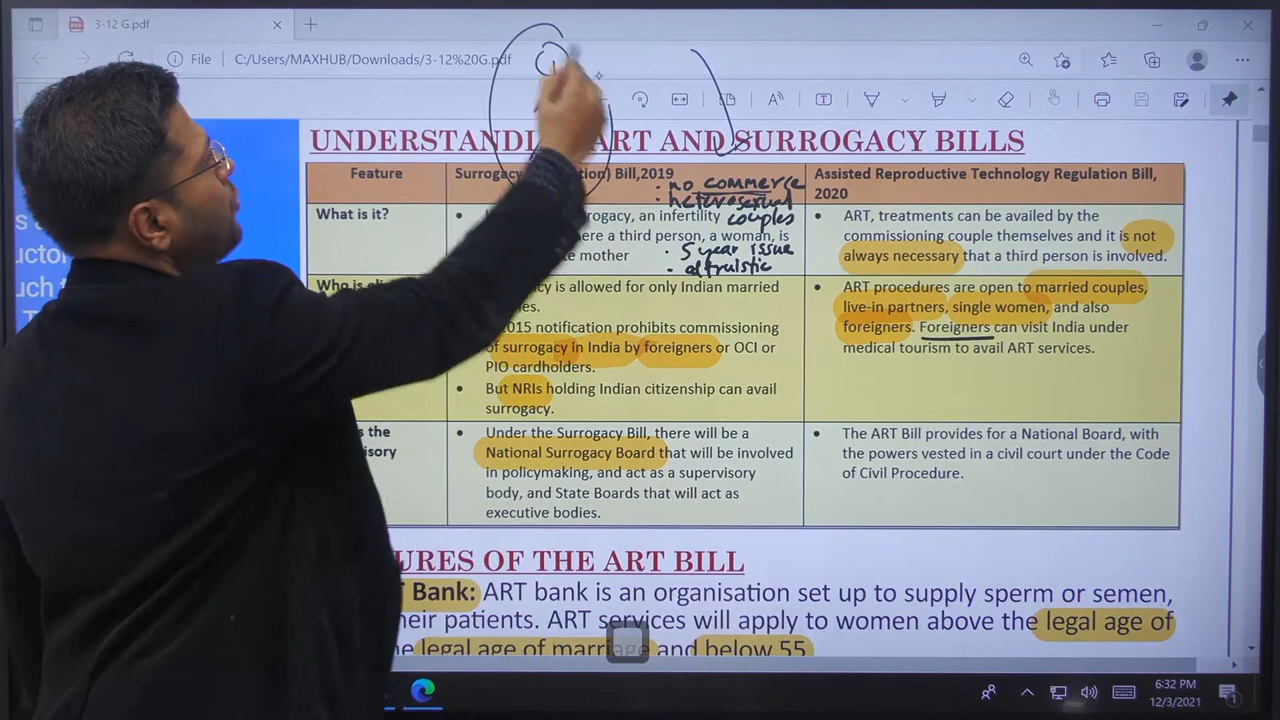 3-12 G.pdf
File
C:/Users/MAXHUB/Downloads/3-12%20G.pdf
UNDERSTANDI ART AND SURROGACY BILLS
Feature
Surrogacy
tion) Bill,2019
Assisted Reproductive Technology Regulation Bill,
2020
• no commerce
• heterosexual
couples
• 5 year issue
• altruistic
What is it?
rogacy, an infertility
ere a third person, a woman, is
te mother
• ART, treatments can be availed by the
commissioning couple themselves and it is not
always necessary that a third person is involved.
Who is
cy is allowed for only Indian married
es.
2015 notification prohibits commissioning
of surrogacy in India by foreigners or OCI or
PIO cardholders.
• But NRIs holding Indian citizenship can avail
surrogacy.
• ART procedures are open to married couples,
live-in partners, single women, and also
foreigners. Foreigners can visit India under
medical tourism to avail ART services.
s the
isory
• Under the Surrogacy Bill, there will be a
National Surrogacy Board that will be involved
in policymaking, and act as a supervisory
body, and State Boards that will act as
executive bodies.
• The ART Bill provides for a National Board, with
the powers vested in a civil court under the Code
of Civil Procedure.
URES OF THE ART BILL
T Bank: ART bank is an organisation set up to supply sperm or semen,
heir patients. ART services will apply to women above the legal age of
he legal age of marriage and below 55
6:32 PM
12/3/2021